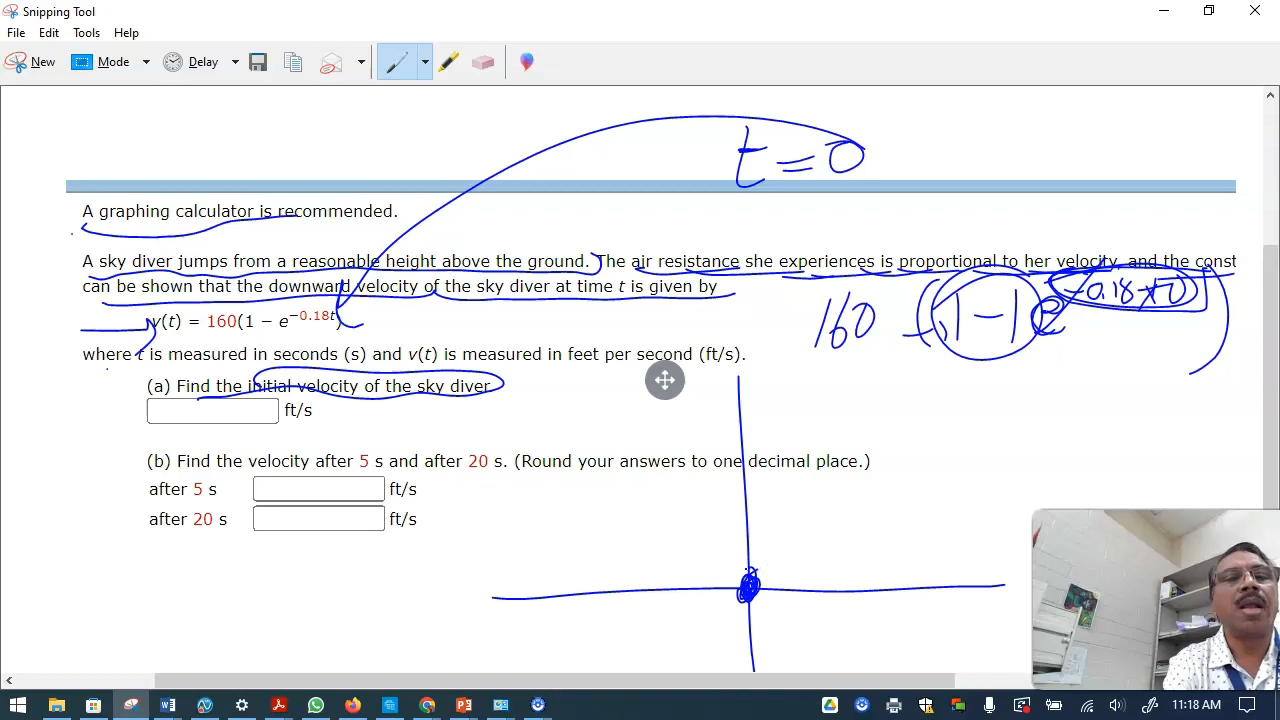 Snipping Tool
File Edit Tools Help
New Mode Delay
t = 0
A graphing calculator is recommended.
A sky diver jumps from a reasonable height above the ground. The air resistance she experiences is proportional to her velocity, and the const
can be shown that the downward velocity of the sky diver at time t is given by
v(t) = 160(1 − e^−0.18t)
160 (1 − 1 e^−0.18×0)
where t is measured in seconds (s) and v(t) is measured in feet per second (ft/s).
(a) Find the initial velocity of the sky diver
ft/s
(b) Find the velocity after 5 s and after 20 s. (Round your answers to one decimal place.)
after 5 s ft/s
after 20 s ft/s
11:18 AM